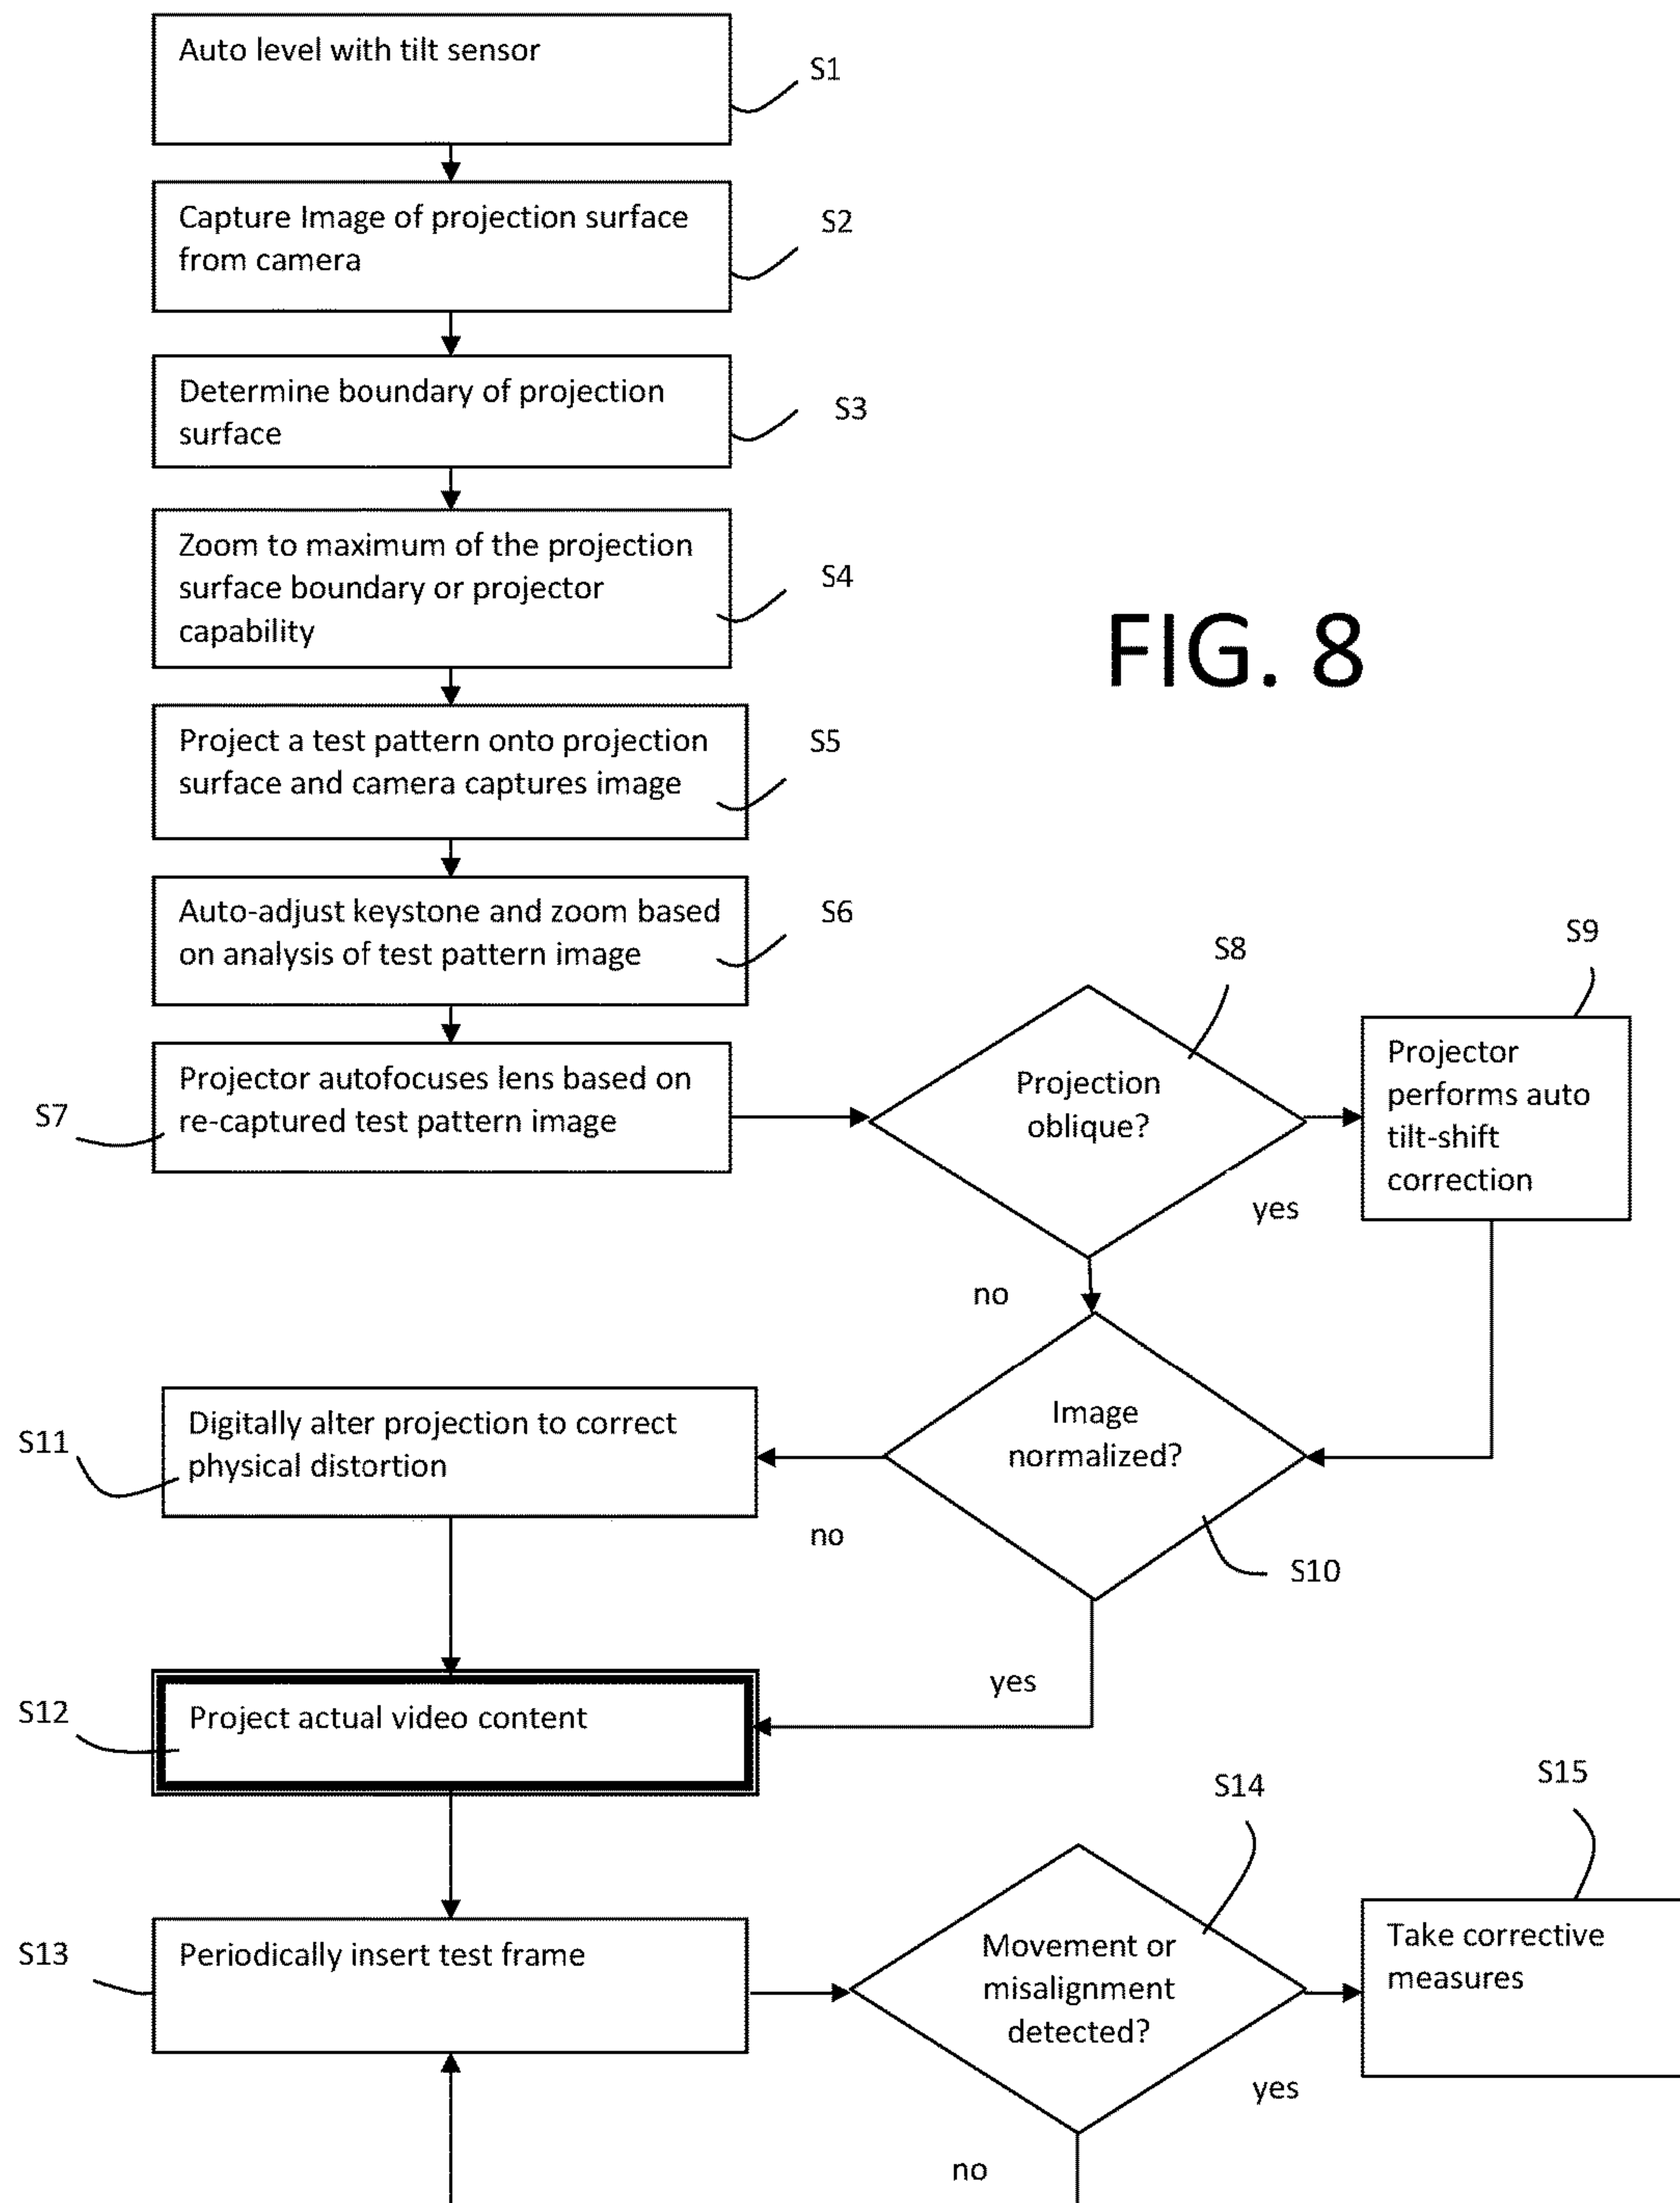 Auto level with tilt sensor
S1
Capture Image of projection surface
from camera
S2
Determine boundary of projection
surface
S3
Zoom to maximum of the projection
surface boundary or projector
capability
S4
FIG. 8
Project a test pattern onto projection
surface and camera captures image
S5
Auto-adjust keystone and zoom based
on analysis of test pattern image
S6
S7
Projector autofocuses lens based on
re-captured test pattern image
S8
Projection
oblique?
yes
no
S9
Projector
performs auto
tilt-shift
correction
Image
normalized?
S10
no
yes
S11
Digitally alter projection to correct
physical distortion
S12
Project actual video content
S13
Periodically insert test frame
S14
Movement or
misalignment
detected?
yes
no
S15
Take corrective
measures